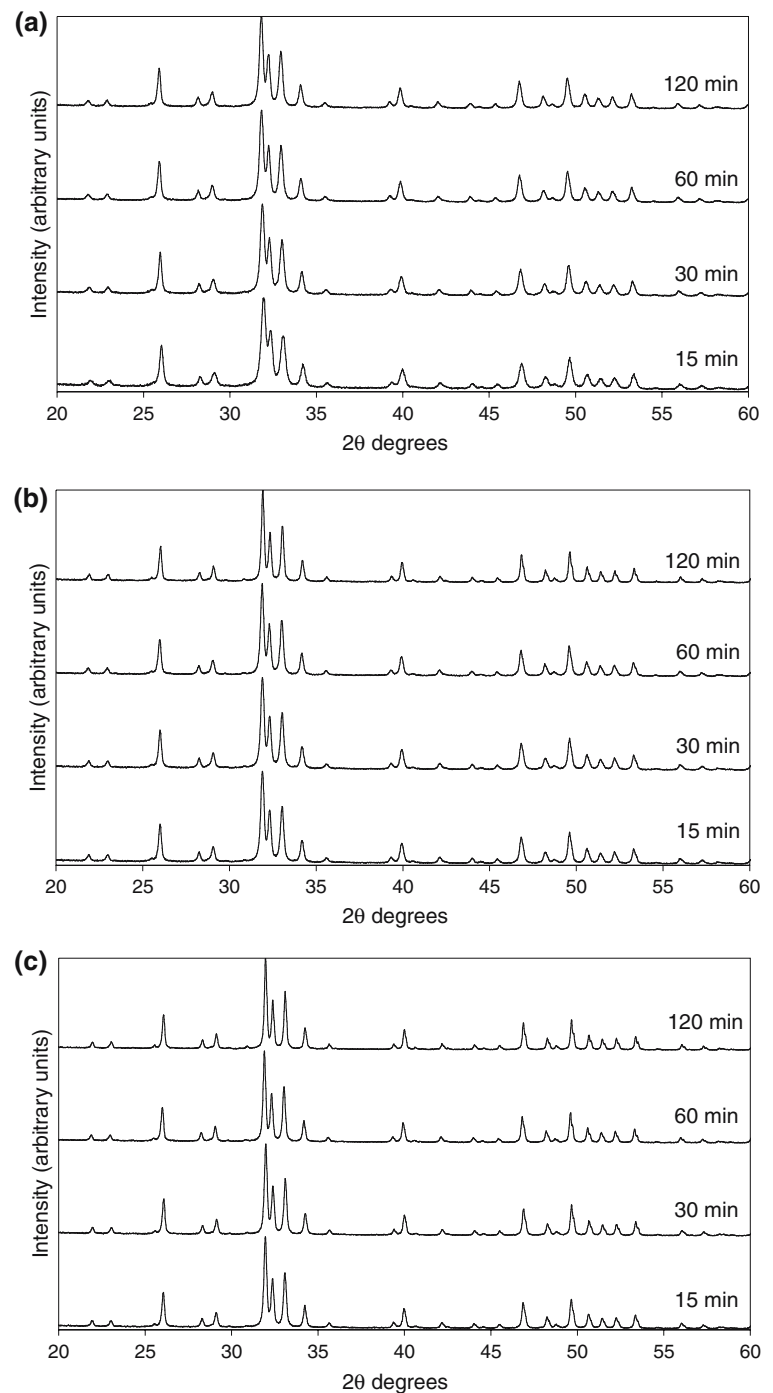 (a)
120 min
60 min
30 min
15 min
Intensity (arbitrary units)
20 25 30 35 40 45 50 55 60
2θ degrees
(b)
120 min
60 min
30 min
15 min
Intensity (arbitrary units)
20 25 30 35 40 45 50 55 60
2θ degrees
(c)
120 min
60 min
30 min
15 min
Intensity (arbitrary units)
20 25 30 35 40 45 50 55 60
2θ degrees